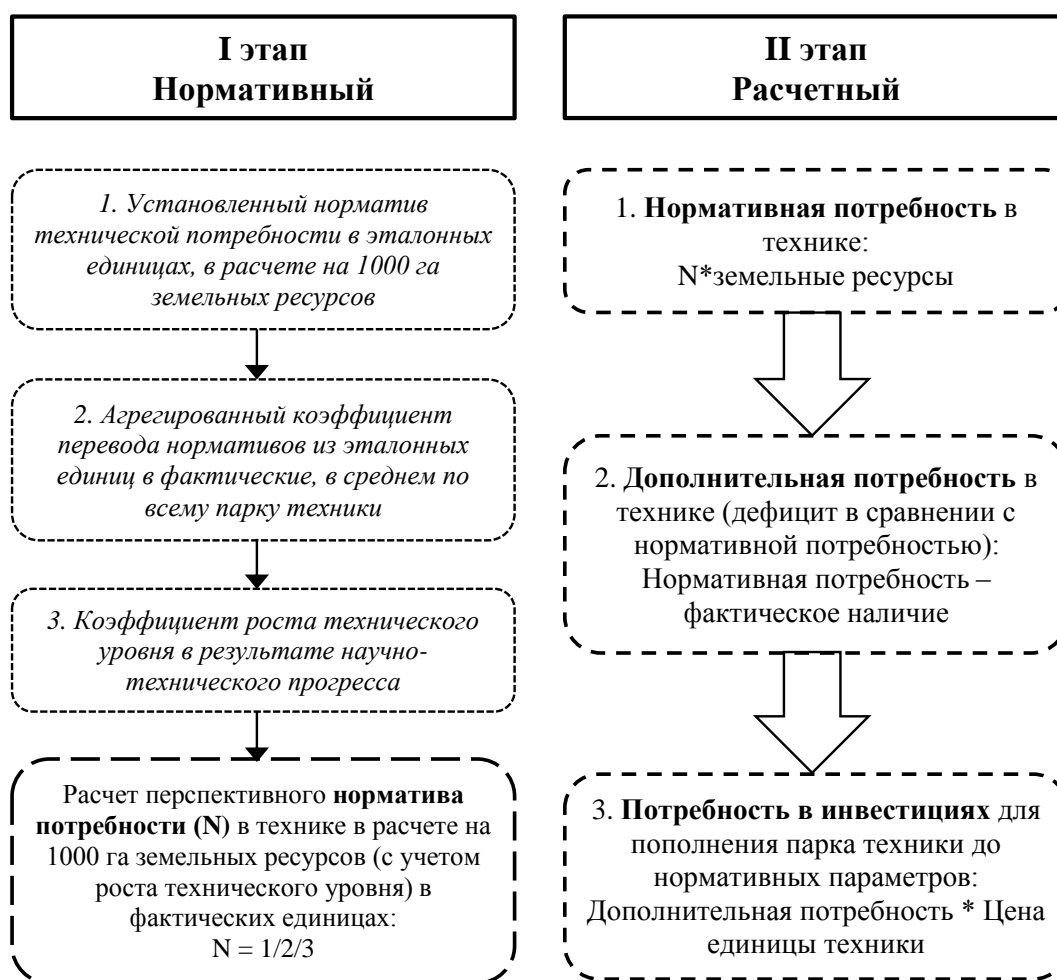 I этап
Нормативный
1. Установленный норматив
технической потребности в эталонных
единицах, в расчете на 1000 га
земельных ресурсов
2. Агрегированный коэффициент
перевода нормативов из эталонных
единиц в фактические, в среднем по
всему парку техники
3. Коэффициент роста технического
уровня в результате научно-
технического прогресса
Расчет перспективного норматива
потребности (N) в технике в расчете на
1000 га земельных ресурсов (с учетом
роста технического уровня) в
фактических единицах:
N = 1/2/3
II этап
Расчетный
1. Нормативная потребность в
технике:
N*земельные ресурсы
2. Дополнительная потребность в
технике (дефицит в сравнении с
нормативной потребностью):
Нормативная потребность –
фактическое наличие
3. Потребность в инвестициях для
пополнения парка техники до
нормативных параметров:
Дополнительная потребность * Цена
единицы техники